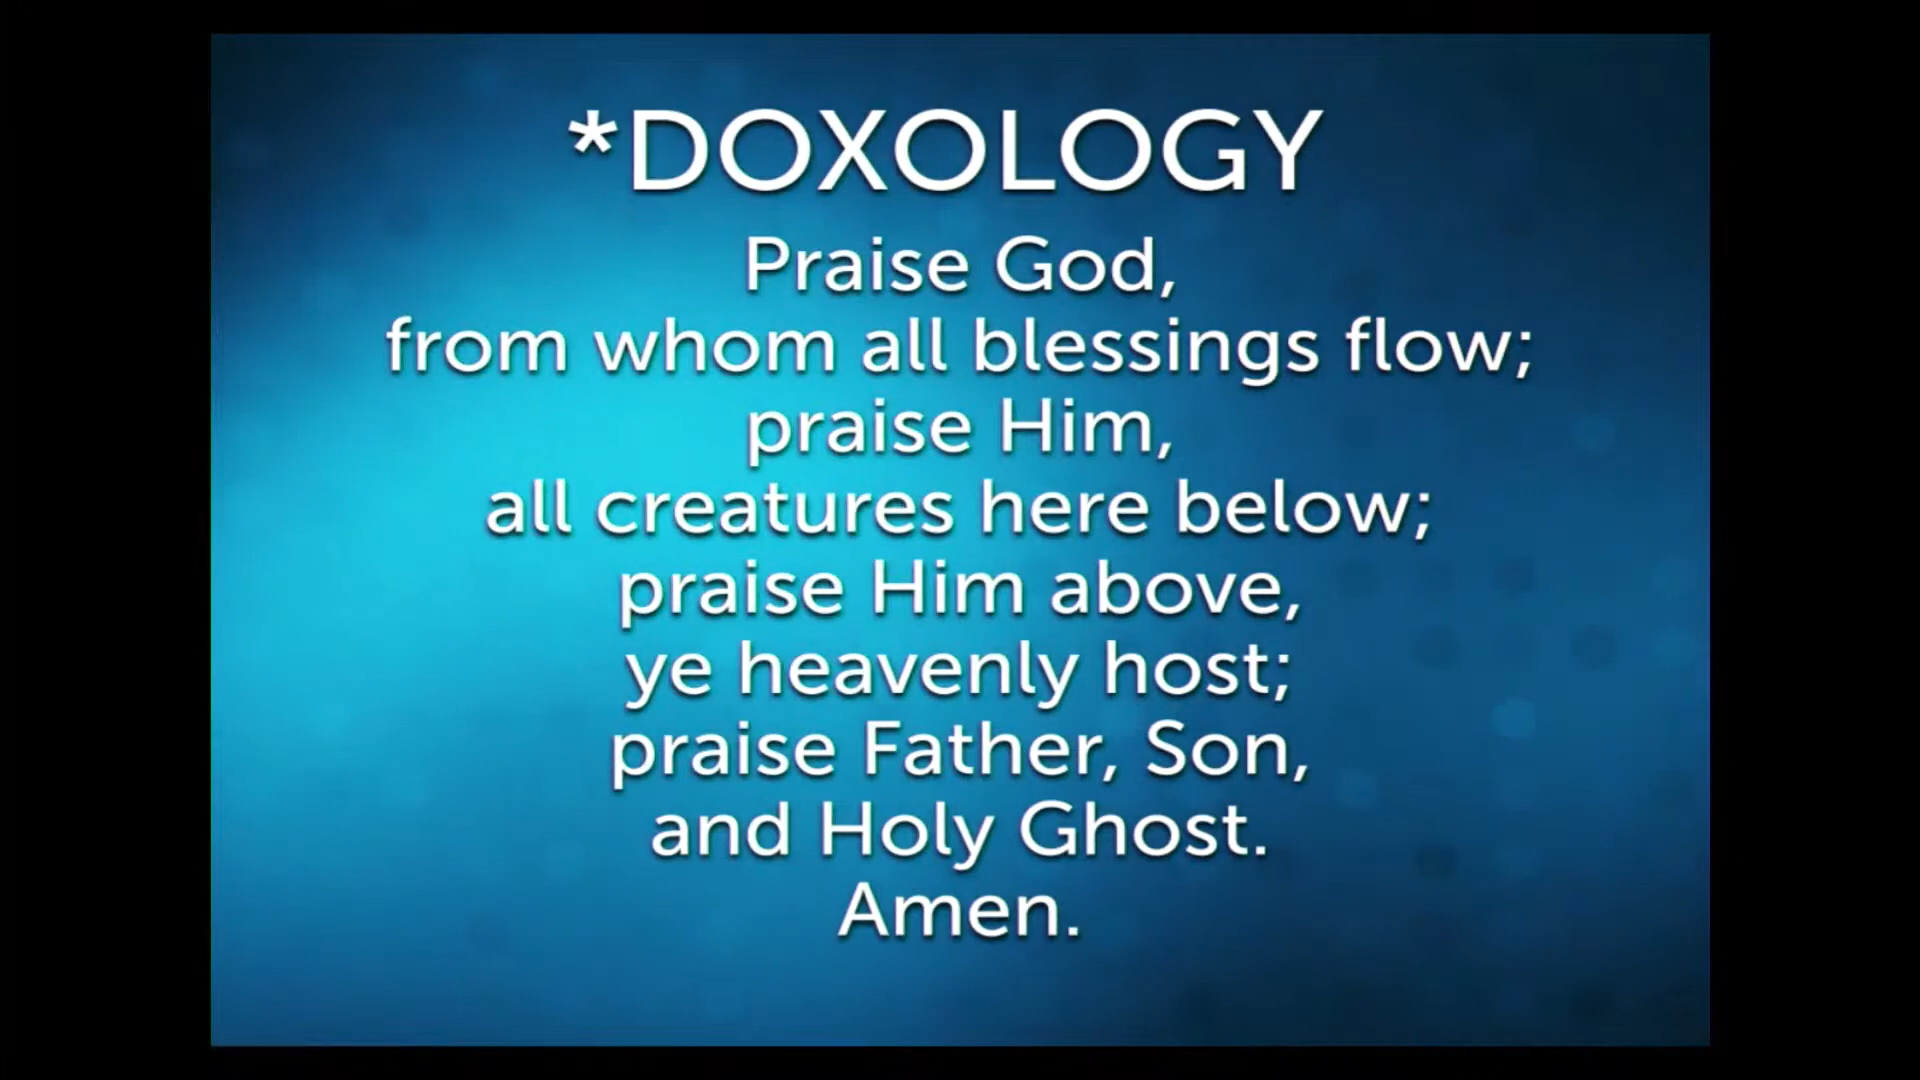 *DOXOLOGY
Praise God,
from whom all blessings flow;
praise Him,
all creatures here below;
praise Him above,
ye heavenly host;
praise Father, Son,
and Holy Ghost.
Amen.